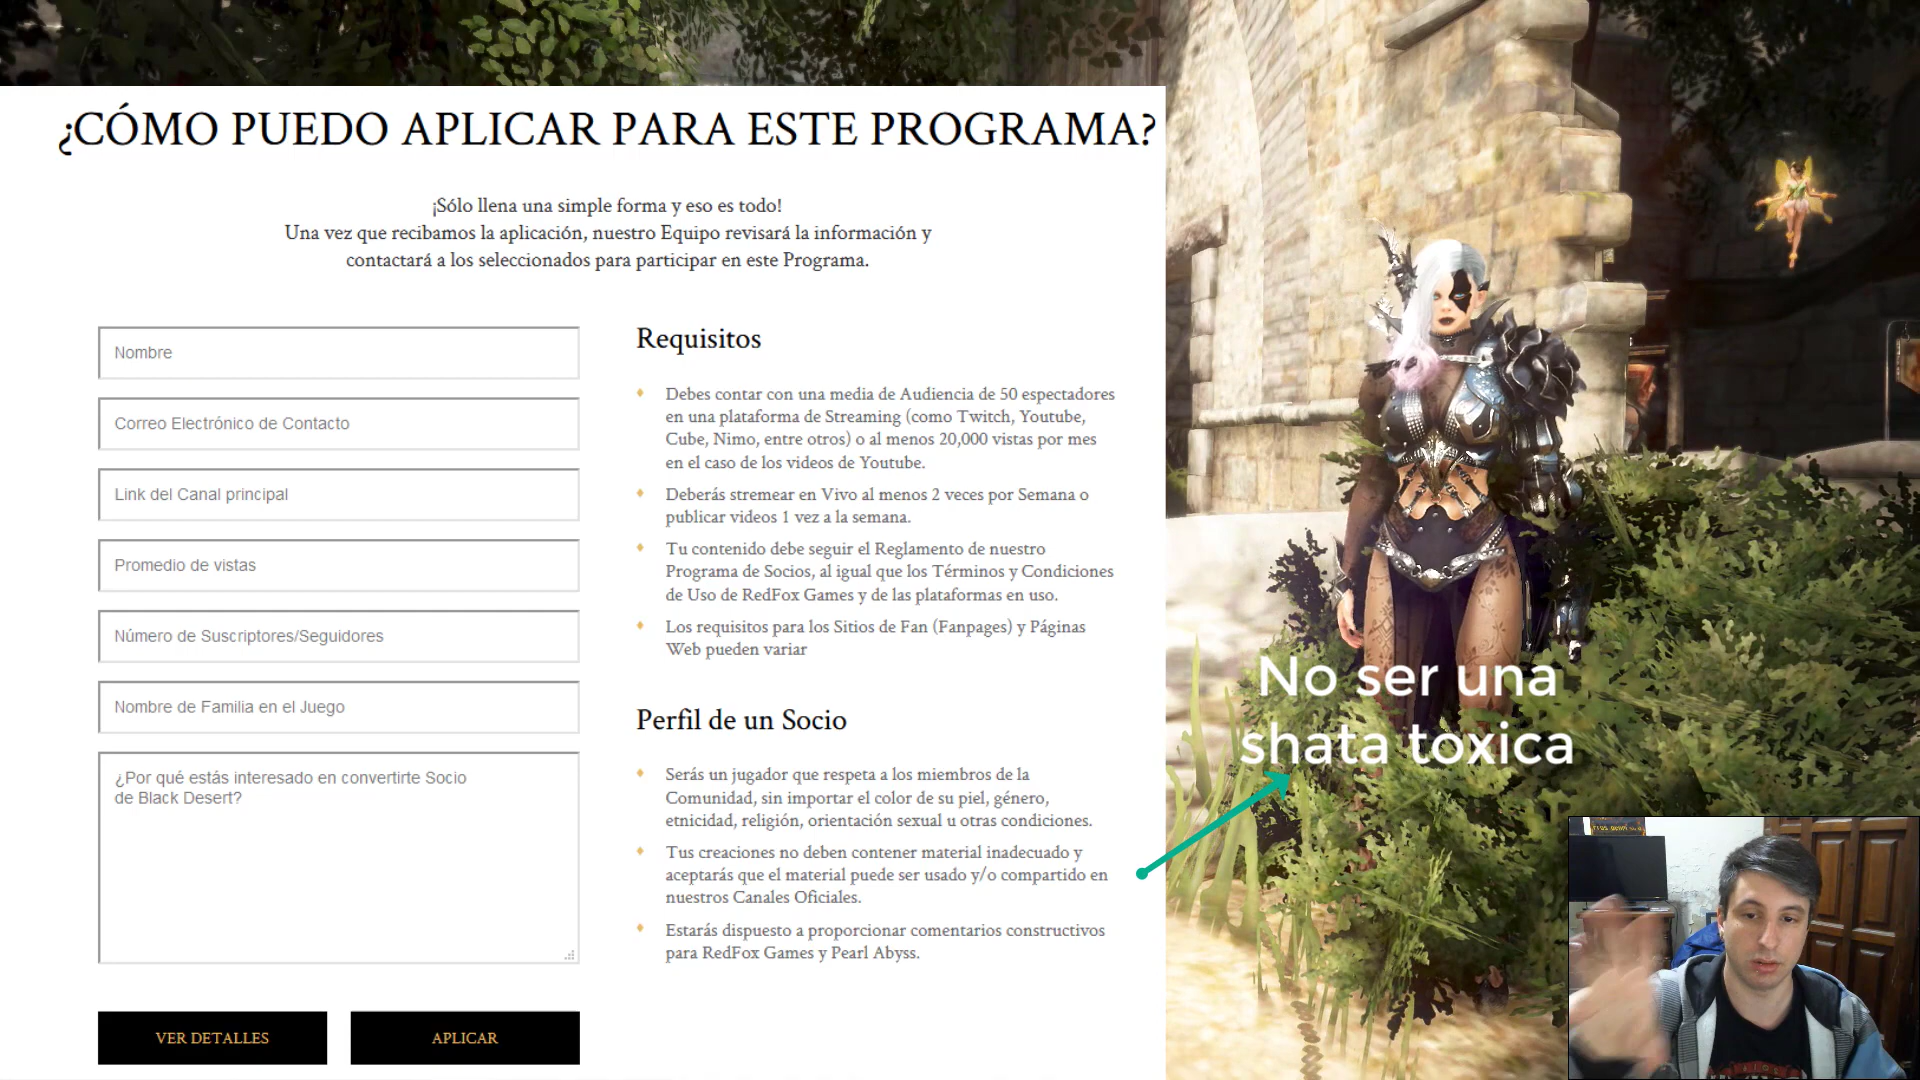 ¿CÓMO PUEDO APLICAR PARA ESTE PROGRAMA?
¡Sólo llena una simple forma y eso es todo!
Una vez que recibamos la aplicación, nuestro Equipo revisará la información y
contactará a los seleccionados para participar en este Programa.
Nombre
Correo Electrónico de Contacto
Link del Canal principal
Promedio de vistas
Número de Suscriptores/Seguidores
Nombre de Familia en el Juego
¿Por qué estás interesado en convertirte Socio
de Black Desert?
VER DETALLES
APLICAR
Requisitos
Debes contar con una media de Audiencia de 50 espectadores
en una plataforma de Streaming (como Twitch, Youtube,
Cube, Nimo, entre otros) o al menos 20,000 vistas por mes
en el caso de los videos de Youtube.
Deberás stremear en Vivo al menos 2 veces por Semana o
publicar videos 1 vez a la semana.
Tu contenido debe seguir el Reglamento de nuestro
Programa de Socios, al igual que los Términos y Condiciones
de Uso de RedFox Games y de las plataformas en uso.
Los requisitos para los Sitios de Fan (Fanpages) y Páginas
Web pueden variar
Perfil de un Socio
Serás un jugador que respeta a los miembros de la
Comunidad, sin importar el color de su piel, género,
etnicidad, religión, orientación sexual u otras condiciones.
Tus creaciones no deben contener material inadecuado y
aceptarás que el material puede ser usado y/o compartido en
nuestros Canales Oficiales.
Estarás dispuesto a proporcionar comentarios constructivos
para RedFox Games y Pearl Abyss.
No ser una
shata toxica